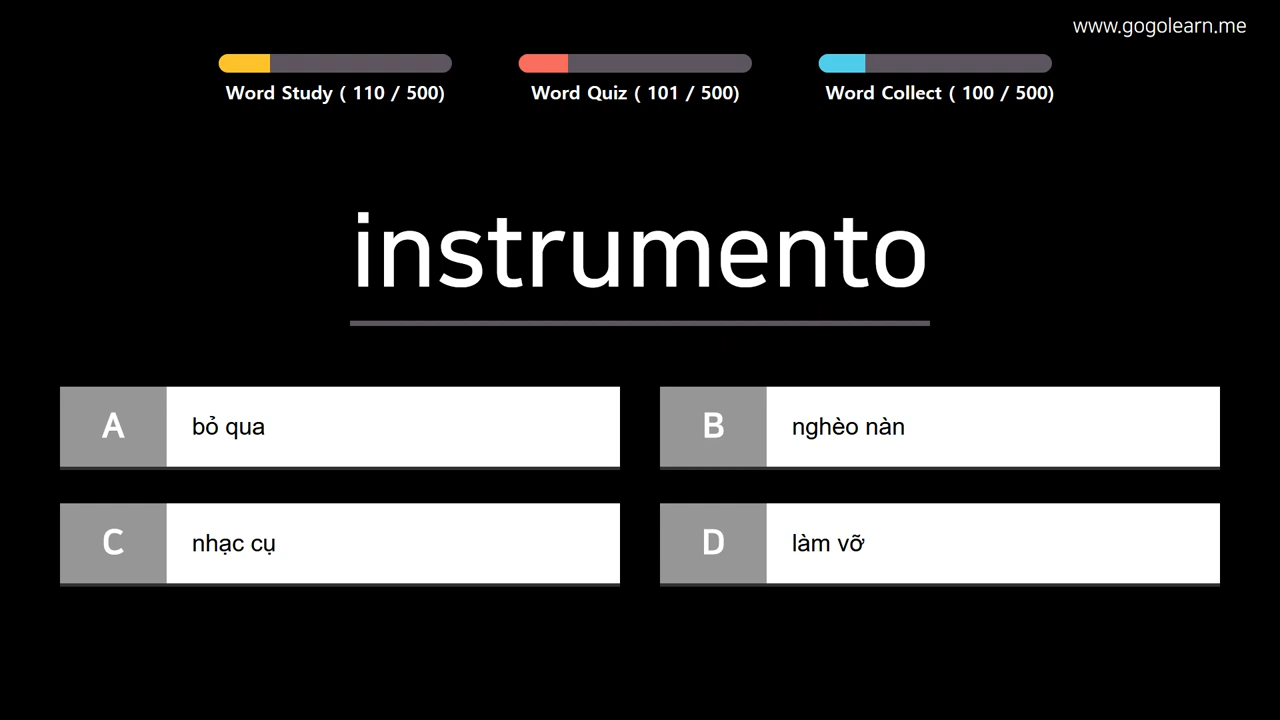 www.gogolearn.me
Word Study ( 110 / 500)
Word Quiz ( 101 / 500)
Word Collect ( 100 / 500)
instrumento
A bỏ qua
B nghèo nàn
C nhạc cụ
D làm vỡ